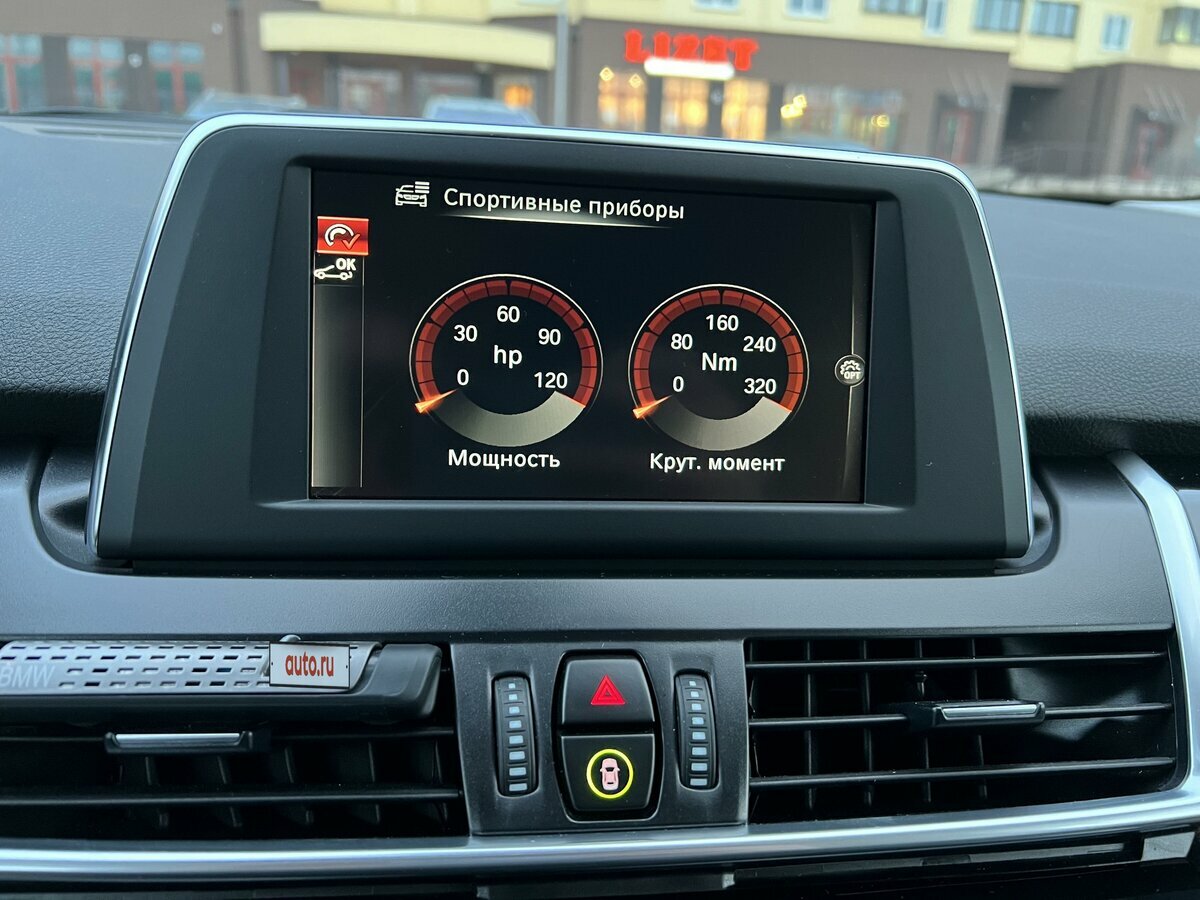 LIZET
Спортивные приборы
OK
60
30
90
hp
0
120
Мощность
160
80
240
Nm
0
320
Крут. момент
OPT
BMW
auto.ru